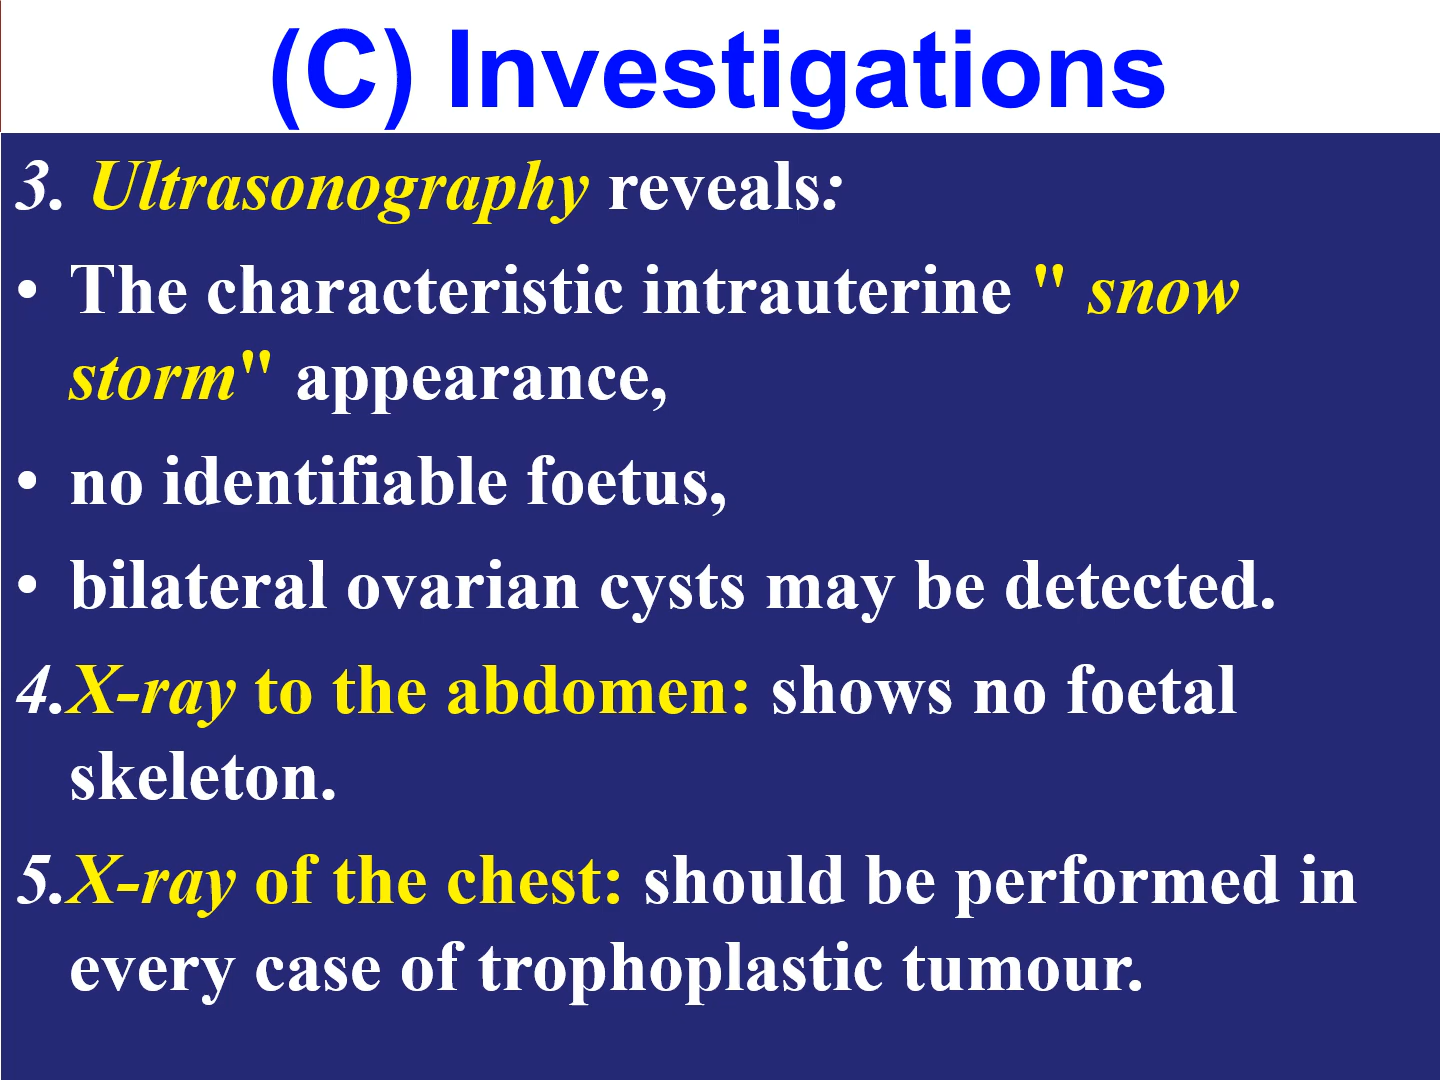 (C) Investigations
3. Ultrasonography reveals:
• The characteristic intrauterine " snow
storm" appearance,
• no identifiable foetus,
• bilateral ovarian cysts may be detected.
4.X-ray to the abdomen: shows no foetal
skeleton.
5.X-ray of the chest: should be performed in
every case of trophoplastic tumour.